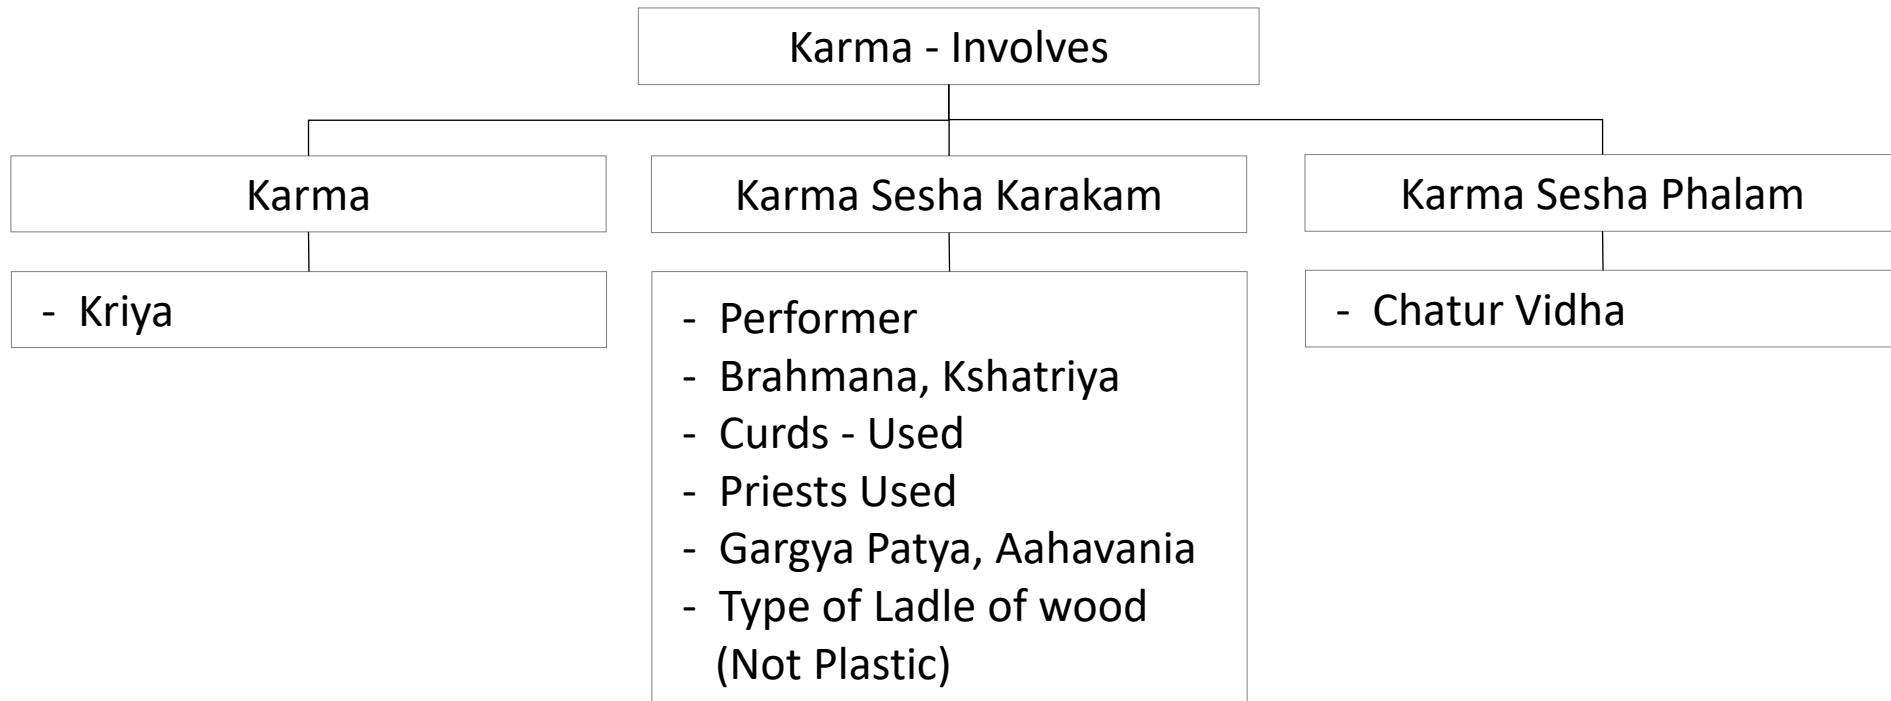 Karma - Involves
Karma
Karma Sesha Karakam
Karma Sesha Phalam
- Kriya
- Performer
- Brahmana, Kshatriya
- Curds - Used
- Priests Used
- Gargya Patya, Aahavania
- Type of Ladle of wood
(Not Plastic)
- Chatur Vidha